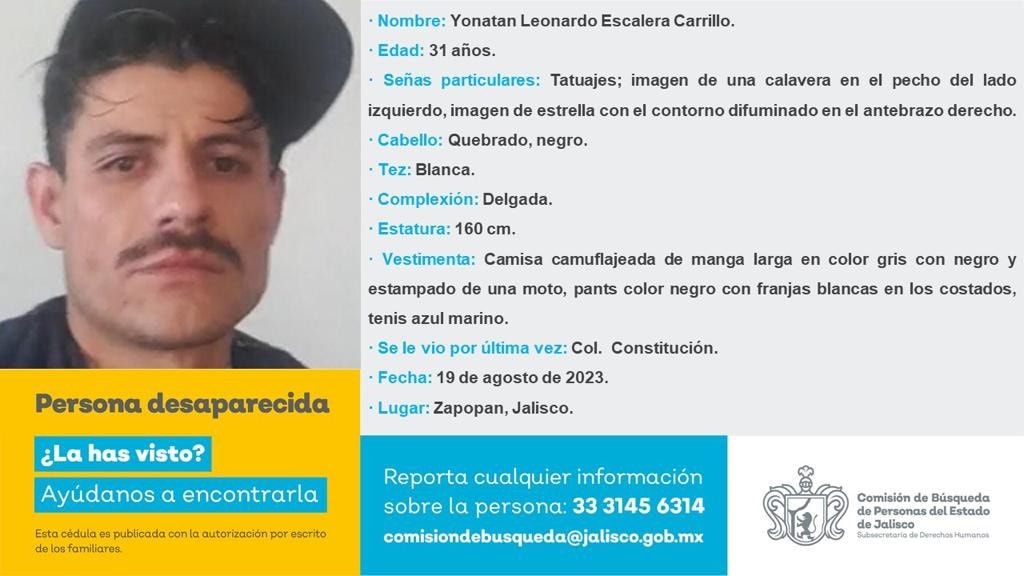 · Nombre: Yonatan Leonardo Escalera Carrillo.
· Edad: 31 años.
· Señas particulares: Tatuajes; imagen de una calavera en el pecho del lado
izquierdo, imagen de estrella con el contorno difuminado en el antebrazo derecho.
· Cabello: Quebrado, negro.
· Tez: Blanca.
· Complexión: Delgada.
· Estatura: 160 cm.
· Vestimenta: Camisa camuflajeada de manga larga en color gris con negro y
estampado de una moto, pants color negro con franjas blancas en los costados,
tenis azul marino.
· Se le vio por última vez: Col. Constitución.
· Fecha: 19 de agosto de 2023.
· Lugar: Zapopan, Jalisco.
Persona desaparecida
¿La has visto?
Ayúdanos a encontrarla
Esta cédula es publicada con la autorización por escrito
de los familiares.
Reporta cualquier información
sobre la persona: 33 3145 6314
comisiondebusqueda@jalisco.gob.mx
Comisión de Búsqueda
de Personas del Estado
de Jalisco
Subsecretaría de Derechos Humanos